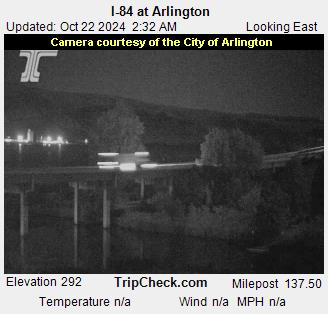 I-84 at Arlington
Updated: Oct 22 2024 2:32 AM Looking East
Camera courtesy of the City of Arlington
Elevation 292 TripCheck.com Milepost 137.50
Temperature n/a Wind n/a MPH n/a